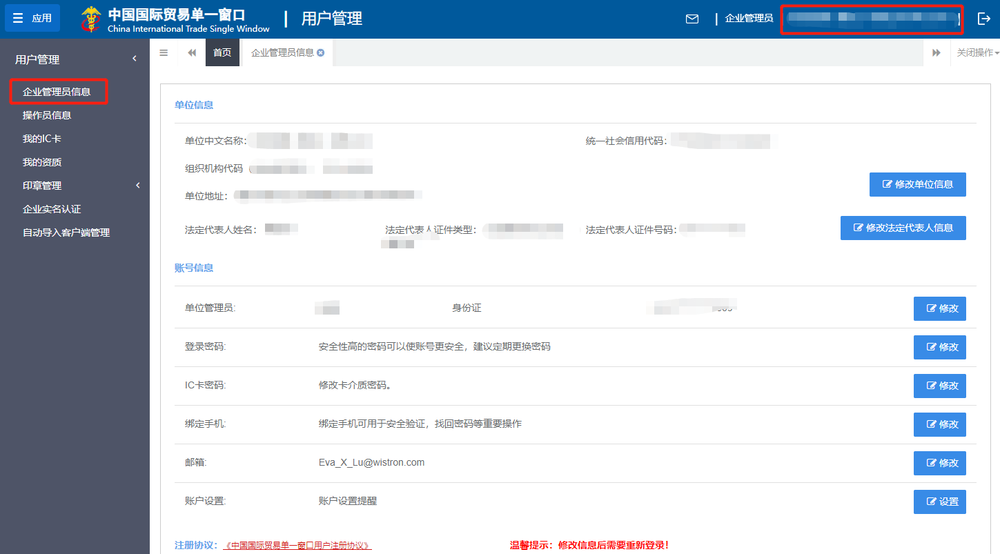 应用
中国国际贸易单一窗口
China International Trade Single Window
用户管理
企业管理员
用户管理
首页
企业管理员信息
关闭操作
企业管理员信息
操作员信息
我的IC卡
我的资质
印章管理
企业实名认证
自动导入客户端管理
单位信息
单位中文名称:
统一社会信用代码:
组织机构代码
单位地址:
修改单位信息
法定代表人姓名:
法定代表人证件类型:
法定代表人证件号码:
修改法定代表人信息
账号信息
单位管理员:
身份证
修改
登录密码:
安全性高的密码可以使账号更安全，建议定期更换密码
修改
IC卡密码:
修改卡介质密码。
修改
绑定手机:
绑定手机可用于安全验证，找回密码等重要操作
修改
邮箱:
Eva_X_Lu@wistron.com
修改
账户设置:
账户设置提醒
设置
注册协议：《中国国际贸易单一窗口用户注册协议》
温馨提示：修改信息后需要重新登录！